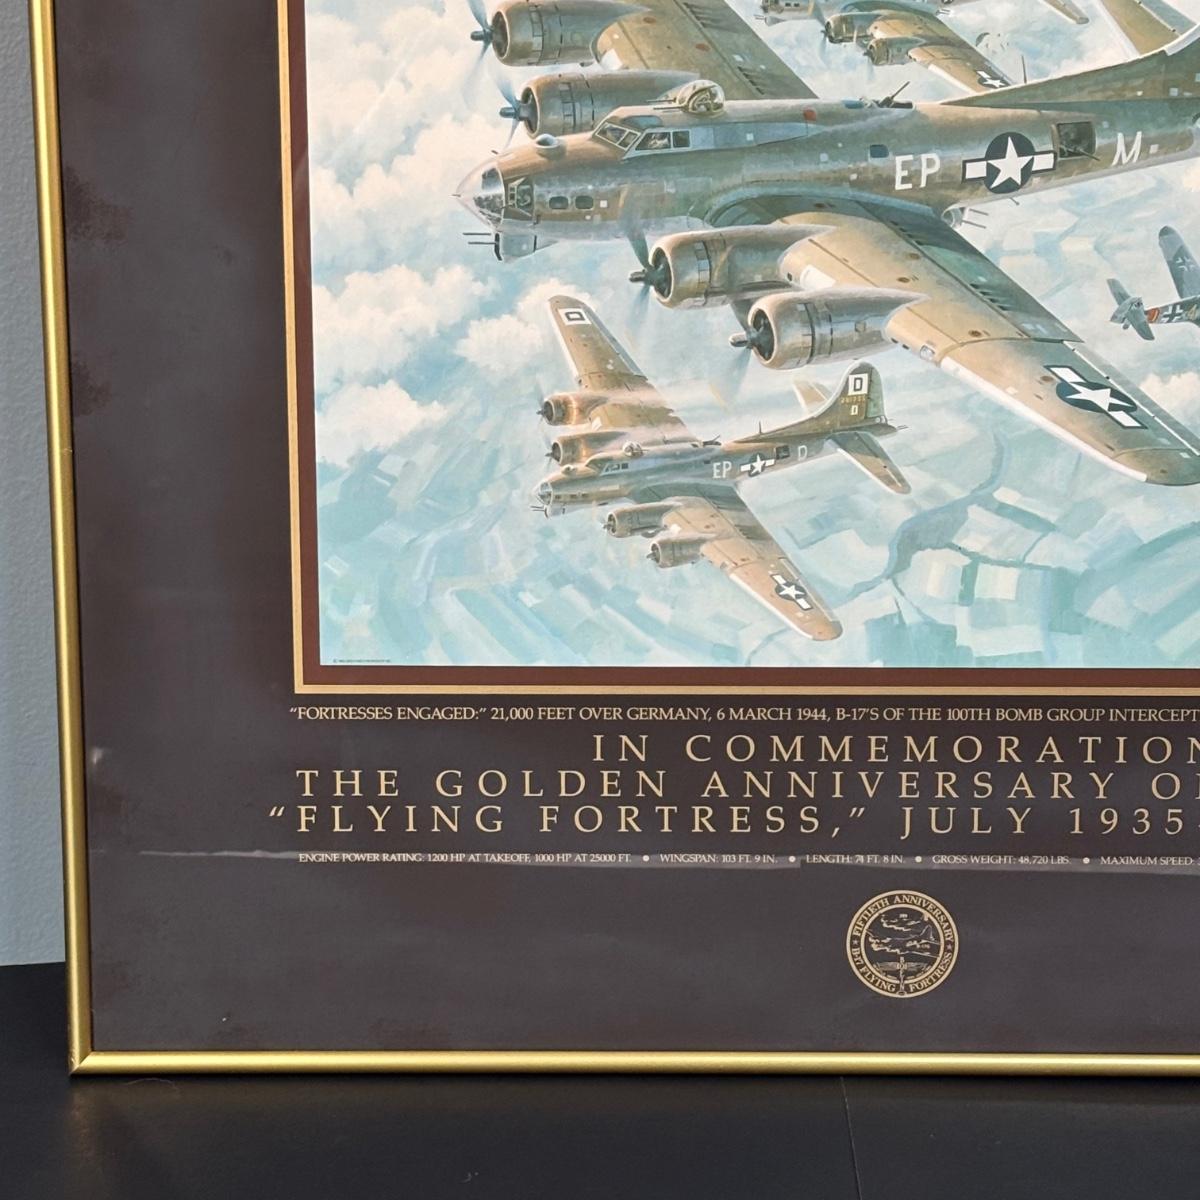 EP
M
D
D
EP
D
"FORTRESSES ENGAGED:" 21,000 FEET OVER GERMANY, 6 MARCH 1944, B-17'S OF THE 100TH BOMB GROUP INTERCEPT
IN COMMEMORATION
THE GOLDEN ANNIVERSARY O
"FLYING FORTRESS," JULY 1935
ENGINE POWER RATING: 1200 HP AT TAKEOFF, 1000 HP AT 25000 FT. • WINGSPAN: 103 FT. 9 IN. • LENGTH: 74 FT. 8 IN. • GROSS WEIGHT: 48,720 LBS. • MAXIMUM SPEED:
FIFTIETH ANNIVERSARY
B-17 FLYING FORTRESS